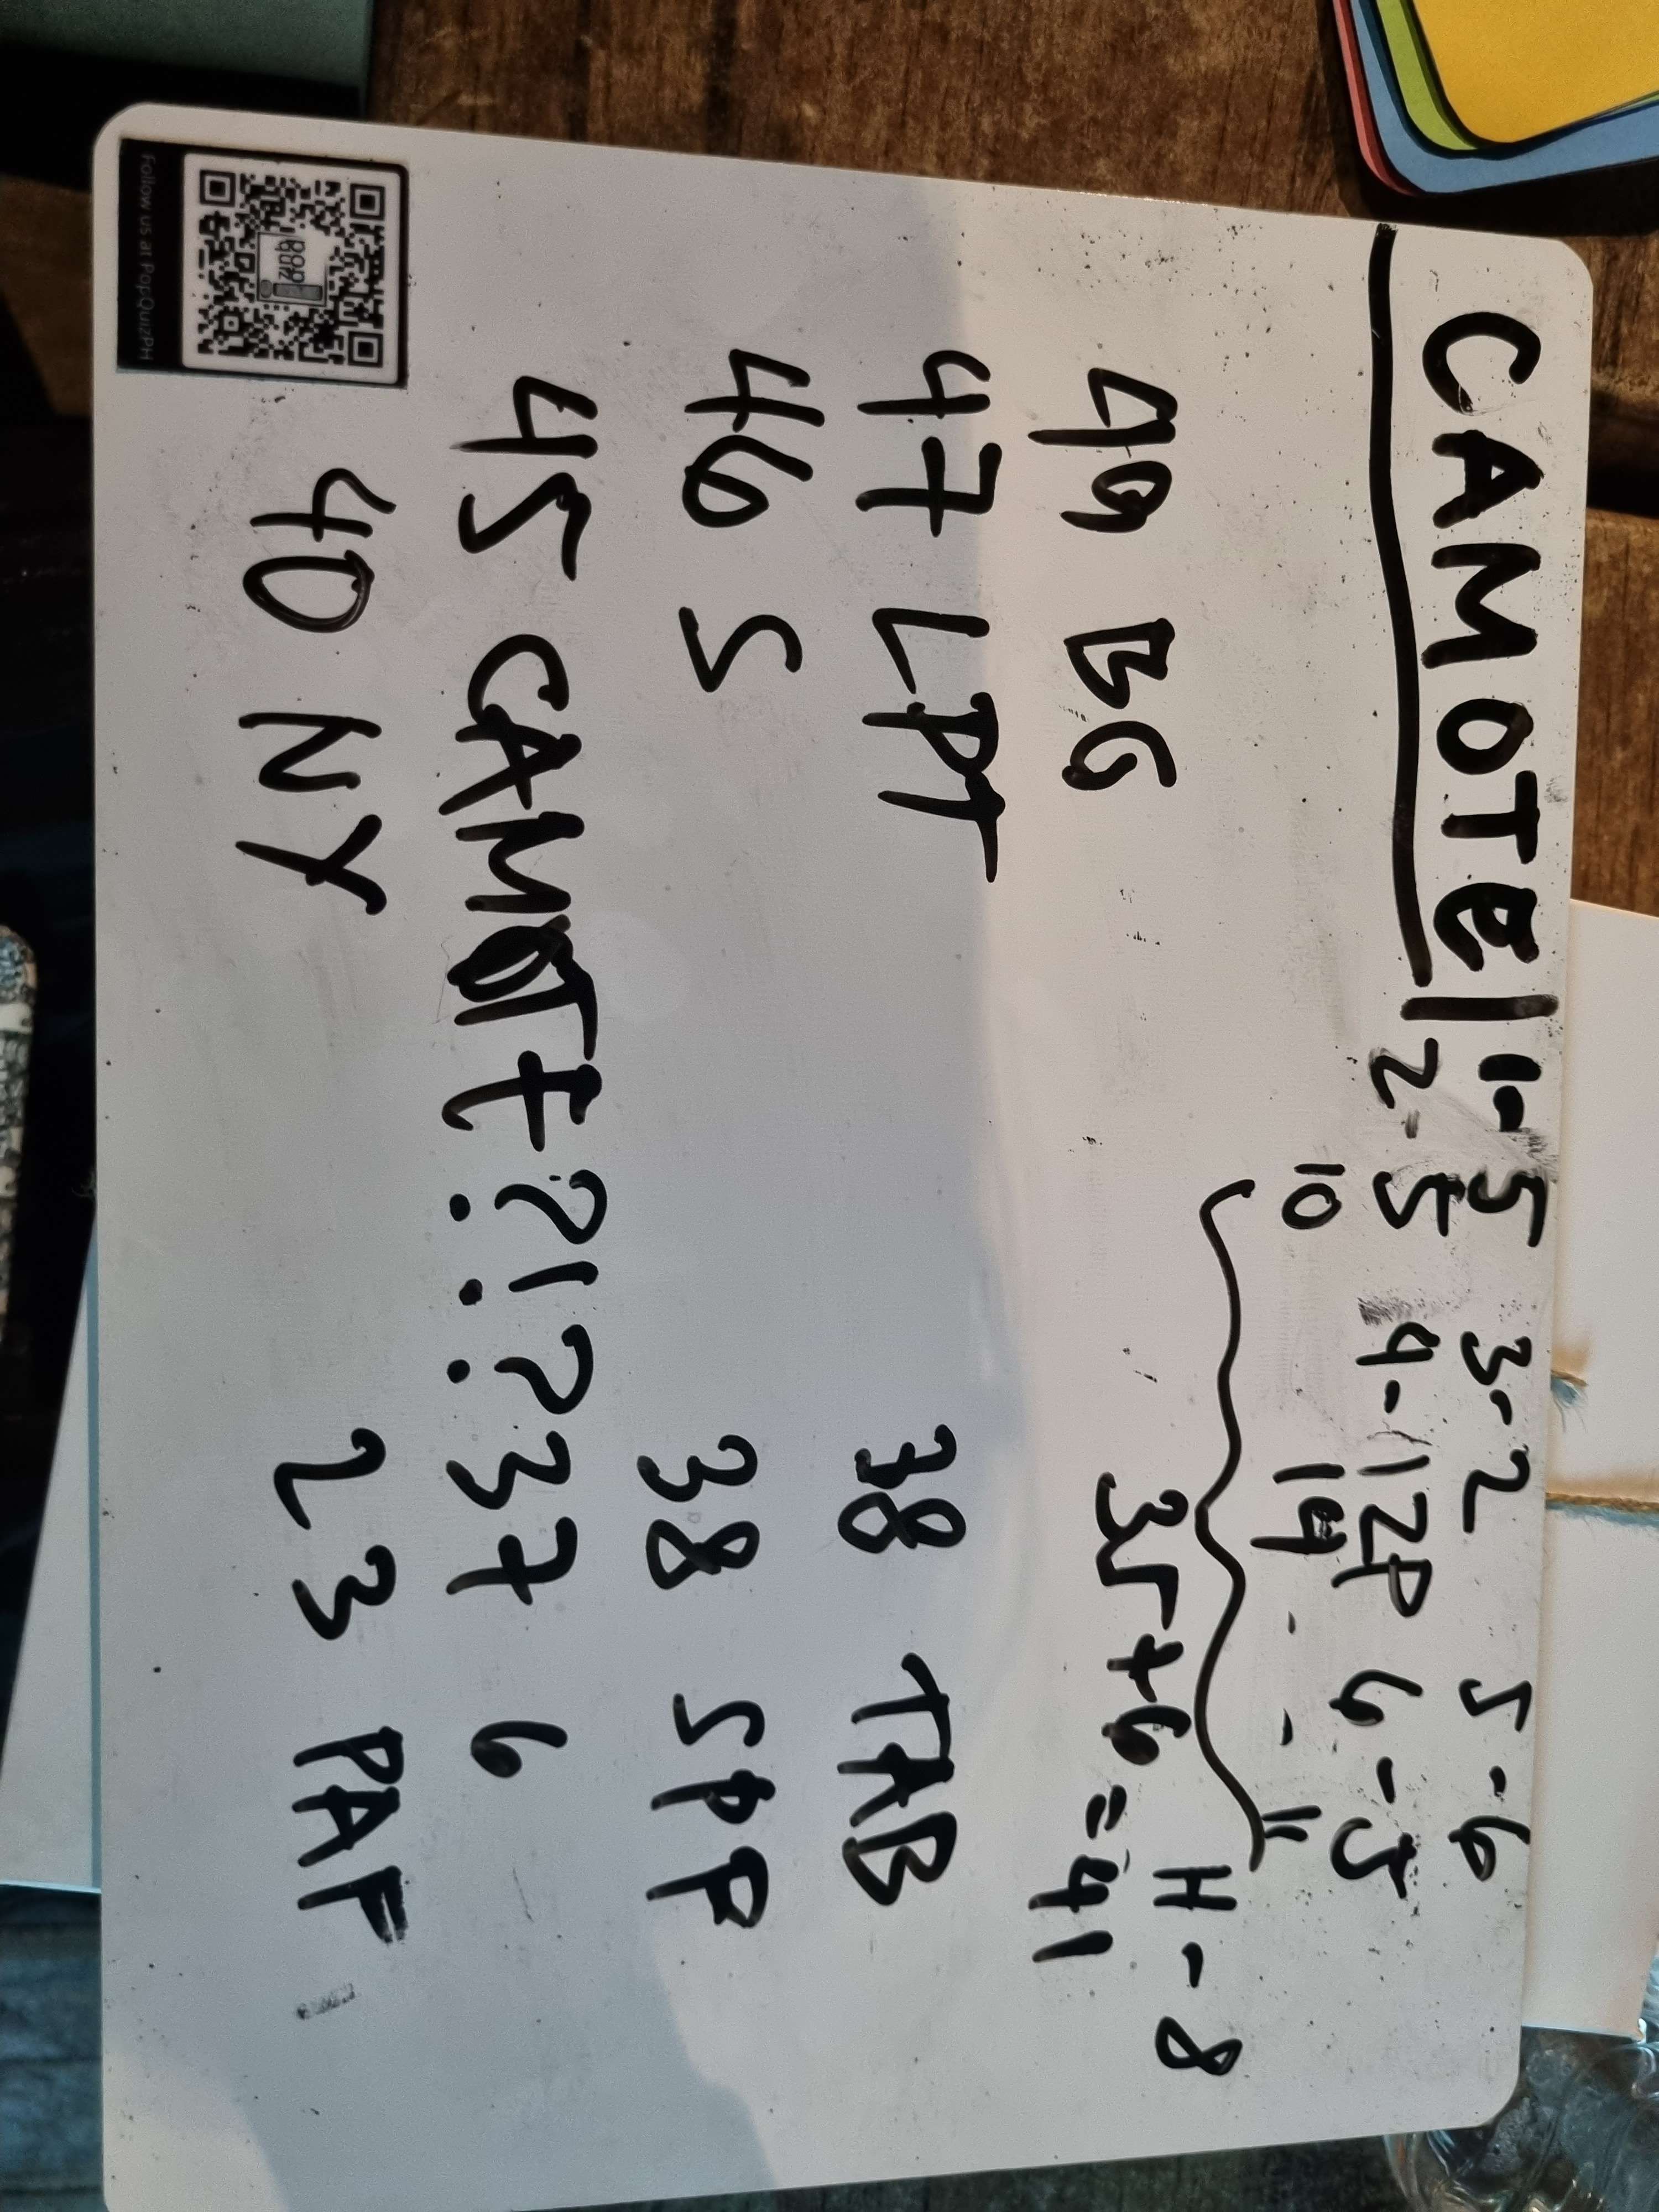 CAMOTE 1-5 3-2 5-6
2-5 4-12P 6-5
10 14 - - 11
H-8
35+6=41
49 BG
47 LPT
46 S
45 CAMOTE?!?
40 NY
38 TAB
38 SPF
37 6
23 PAF
pop quiz!
Follow us at PopQuizPH